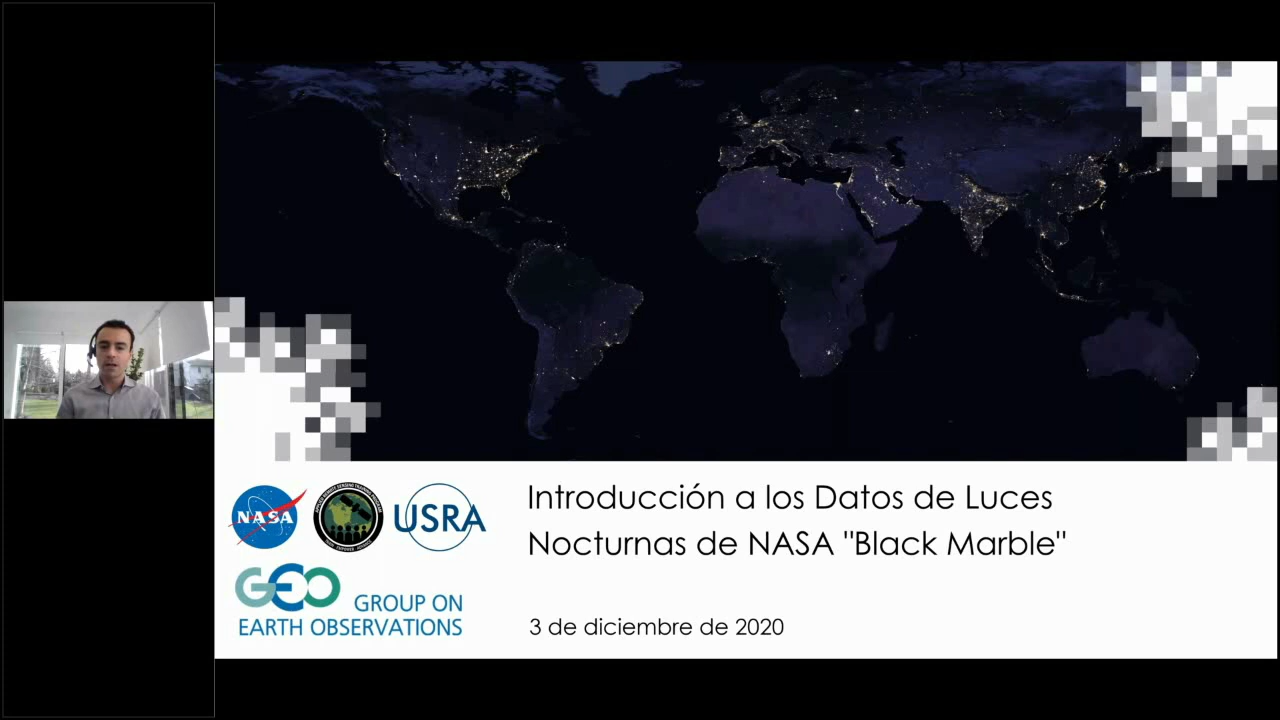 Introducción a los Datos de Luces
Nocturnas de NASA "Black Marble"
3 de diciembre de 2020
NASA
USRA
GEO
GROUP ON
EARTH OBSERVATIONS